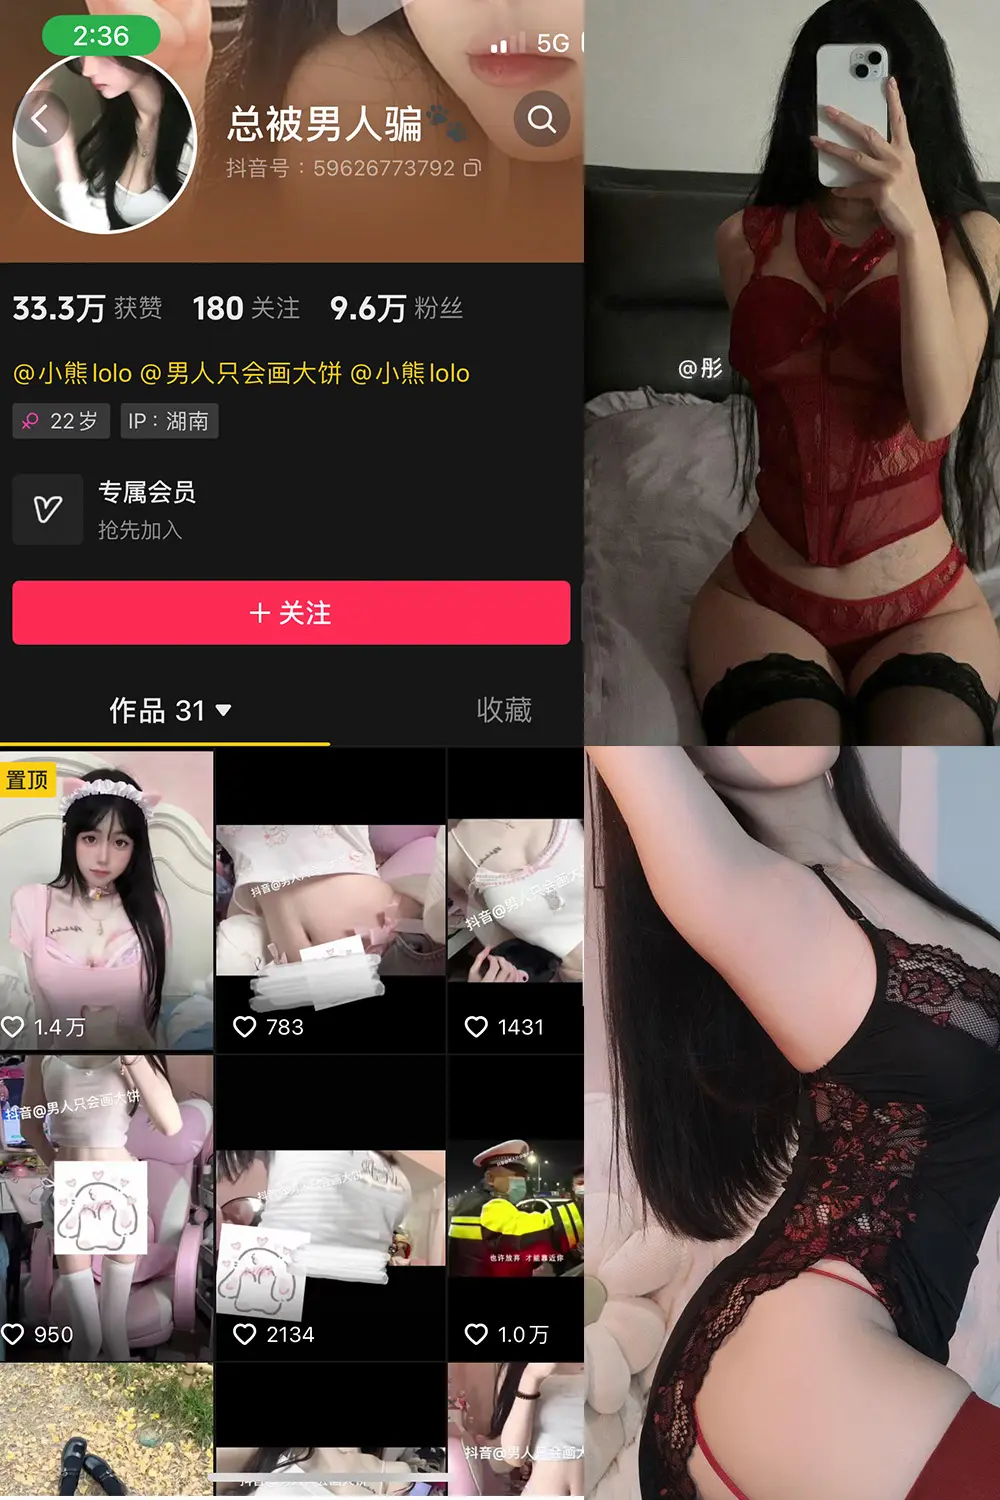 2:36
5G
总被男人骗🐾
抖音号：59626773792
33.3万 获赞 180 关注 9.6万 粉丝
@小熊lolo @男人只会画大饼 @小熊lolo
22岁 IP：湖南
专属会员
抢先加入
+ 关注
作品 31 收藏
@彤
置顶
抖音@男人
抖音@男人只会画大
1.4万 783 1431
抖音@男人只会画大饼
也许放弃 才能靠近你
950 2134 1.0万
抖音@男人只会画大